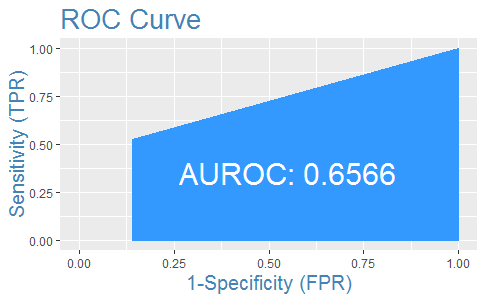 ROC Curve
1.00
0.75
0.50
0.25
0.00
Sensitivity (TPR)
AUROC: 0.6566
0.00 0.25 0.50 0.75 1.00
1-Specificity (FPR)